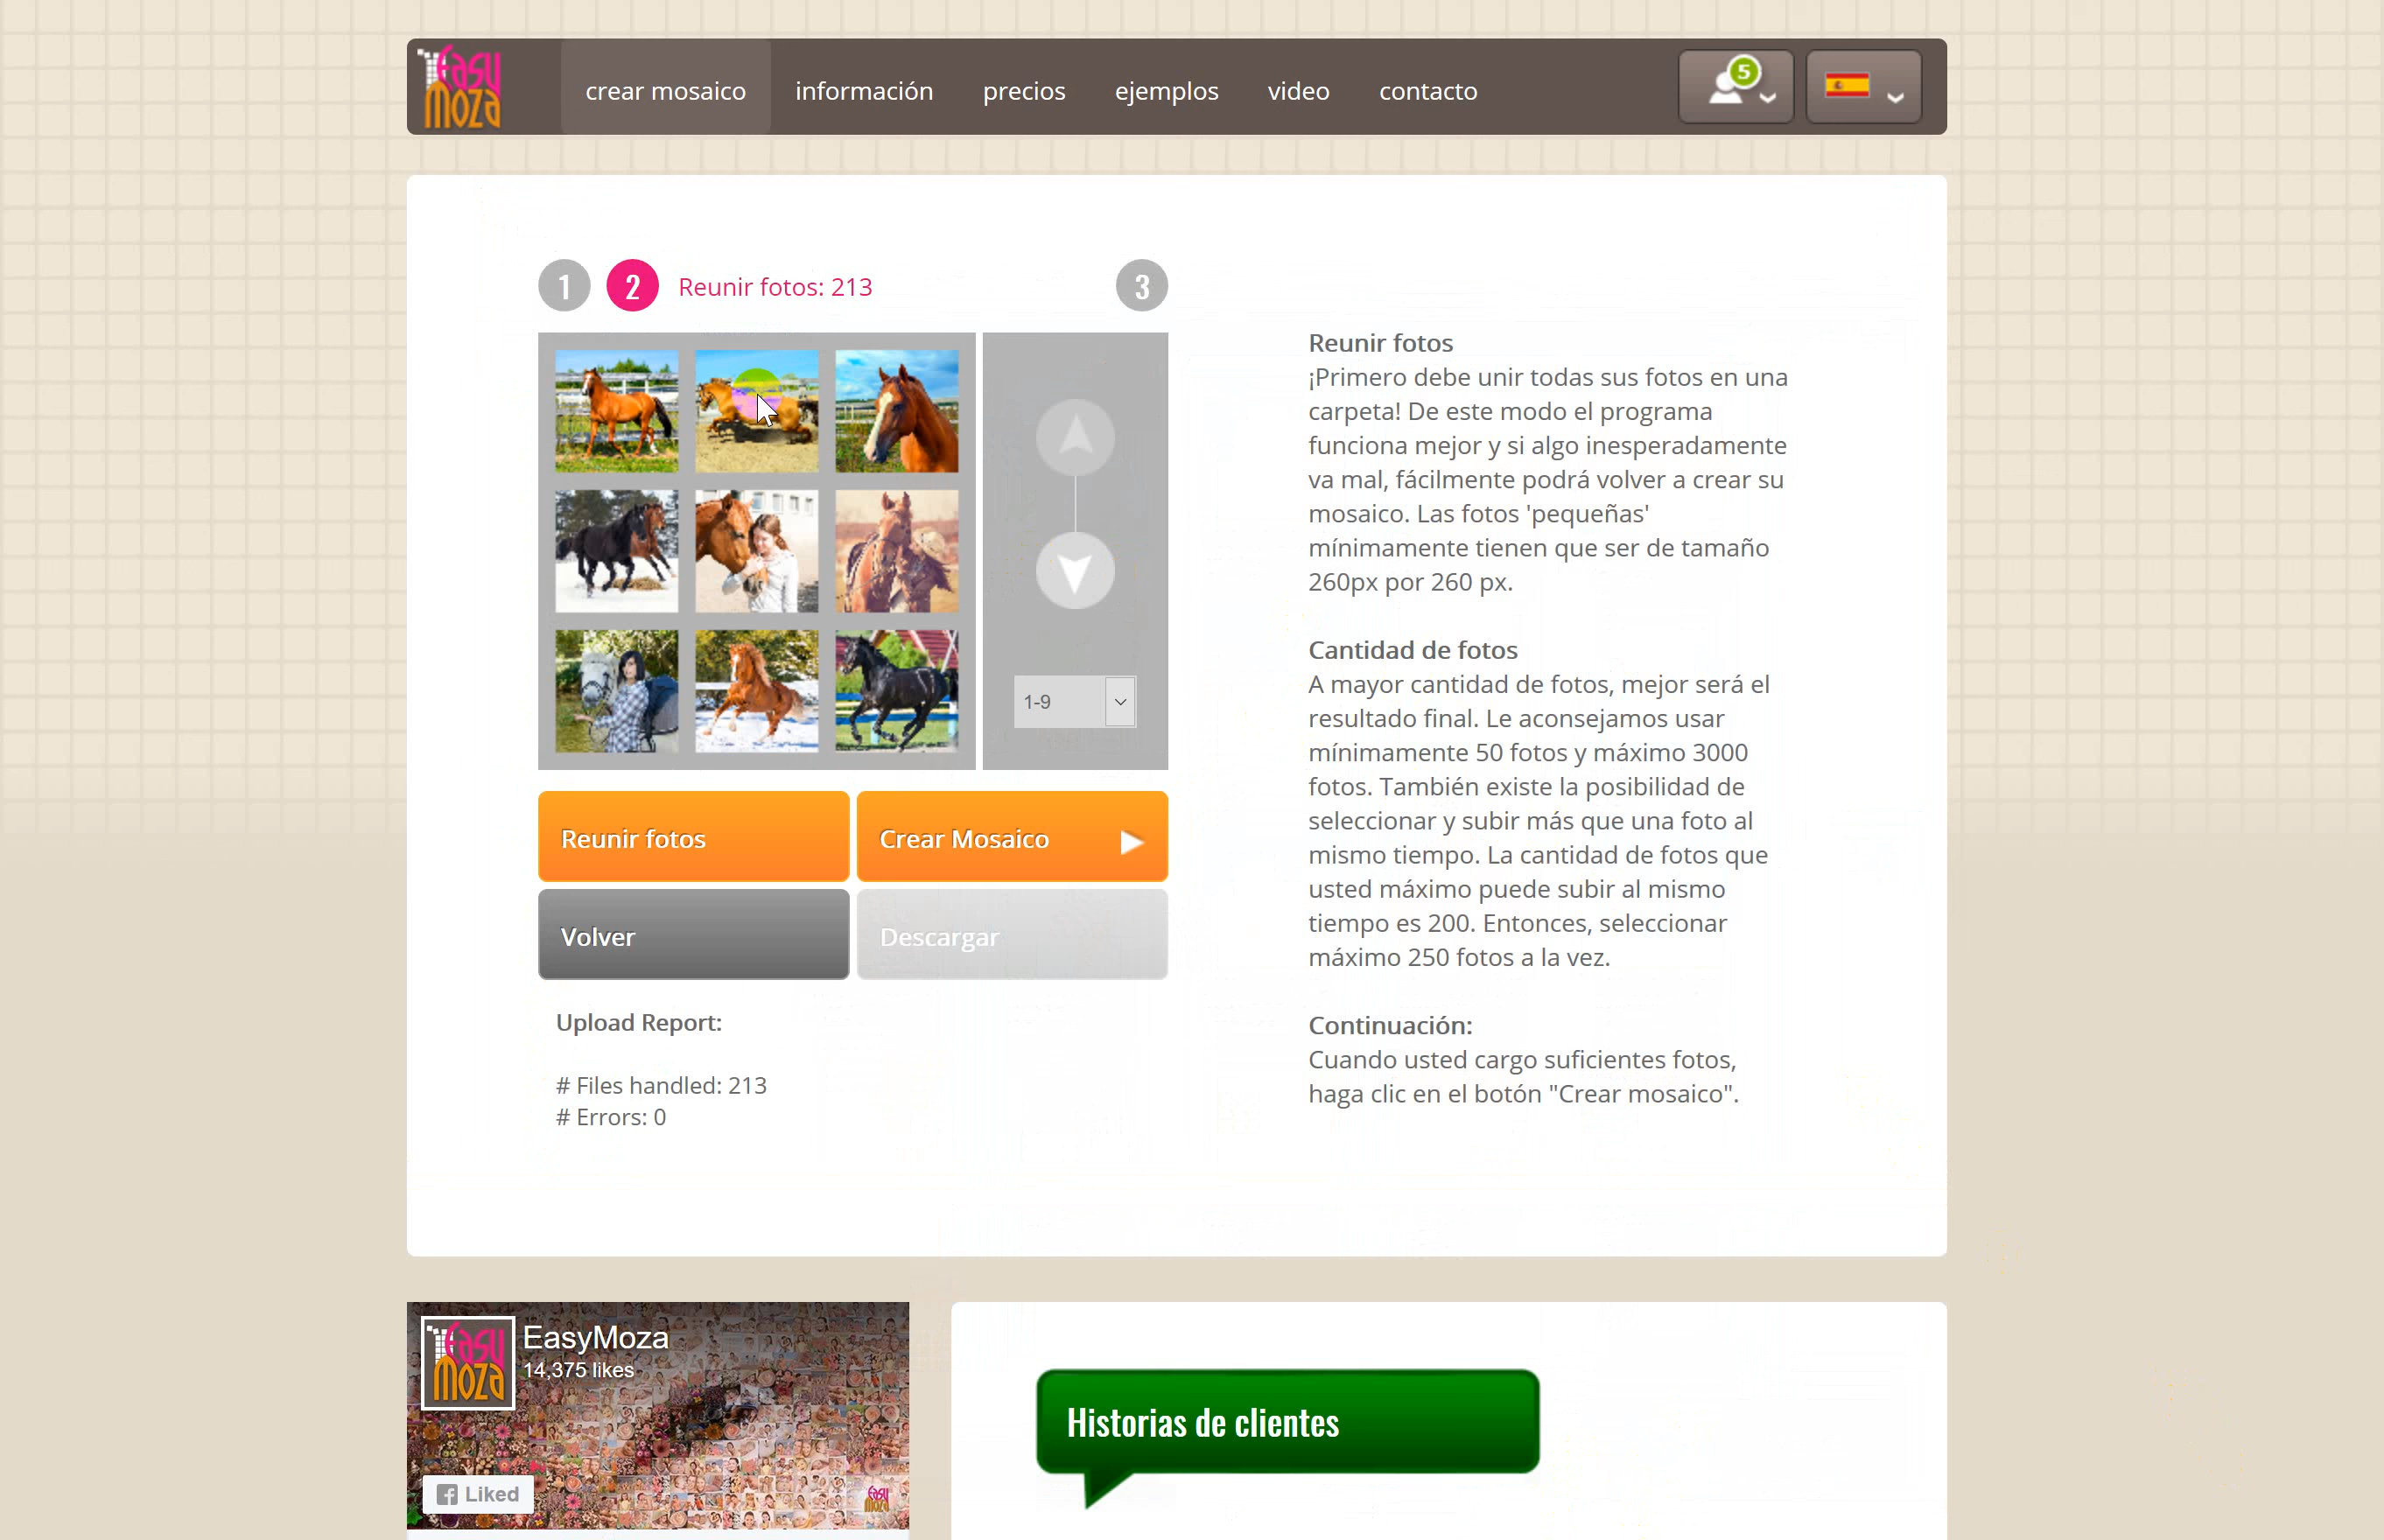 Easy
Moza
crear mosaico
información
precios
ejemplos
video
contacto
5
1
2
Reunir fotos: 213
3
1-9
Reunir fotos
Crear Mosaico
Volver
Descargar
Upload Report:
# Files handled: 213
# Errors: 0
Reunir fotos
¡Primero debe unir todas sus fotos en una
carpeta! De este modo el programa
funciona mejor y si algo inesperadamente
va mal, fácilmente podrá volver a crear su
mosaico. Las fotos 'pequeñas'
mínimamente tienen que ser de tamaño
260px por 260 px.
Cantidad de fotos
A mayor cantidad de fotos, mejor será el
resultado final. Le aconsejamos usar
mínimamente 50 fotos y máximo 3000
fotos. También existe la posibilidad de
seleccionar y subir más que una foto al
mismo tiempo. La cantidad de fotos que
usted máximo puede subir al mismo
tiempo es 200. Entonces, seleccionar
máximo 250 fotos a la vez.
Continuación:
Cuando usted cargo suficientes fotos,
haga clic en el botón "Crear mosaico".
Easy
Moza
EasyMoza
14,375 likes
Liked
Easy
Moza
Historias de clientes